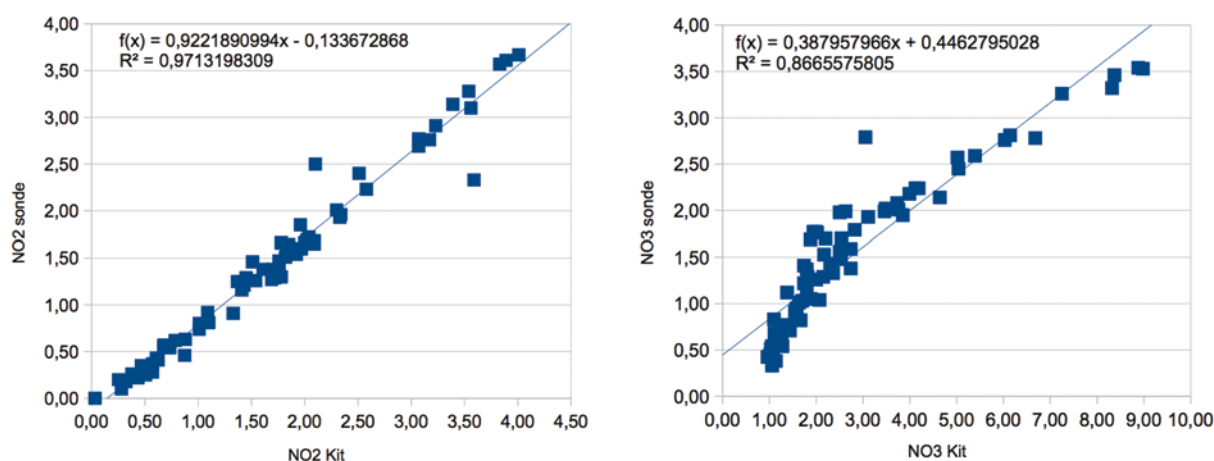 f(x) = 0,9221890994x - 0,133672868
R² = 0,9713198309
4,00
3,50
3,00
2,50
2,00
1,50
1,00
0,50
0,00
NO2 sonde
0,00 0,50 1,00 1,50 2,00 2,50 3,00 3,50 4,00 4,50
NO2 Kit
f(x) = 0,387957966x + 0,4462795028
R² = 0,8665575805
4,00
3,50
3,00
2,50
2,00
1,50
1,00
0,50
0,00
NO3 sonde
0,00 1,00 2,00 3,00 4,00 5,00 6,00 7,00 8,00 9,00 10,00
NO3 Kit